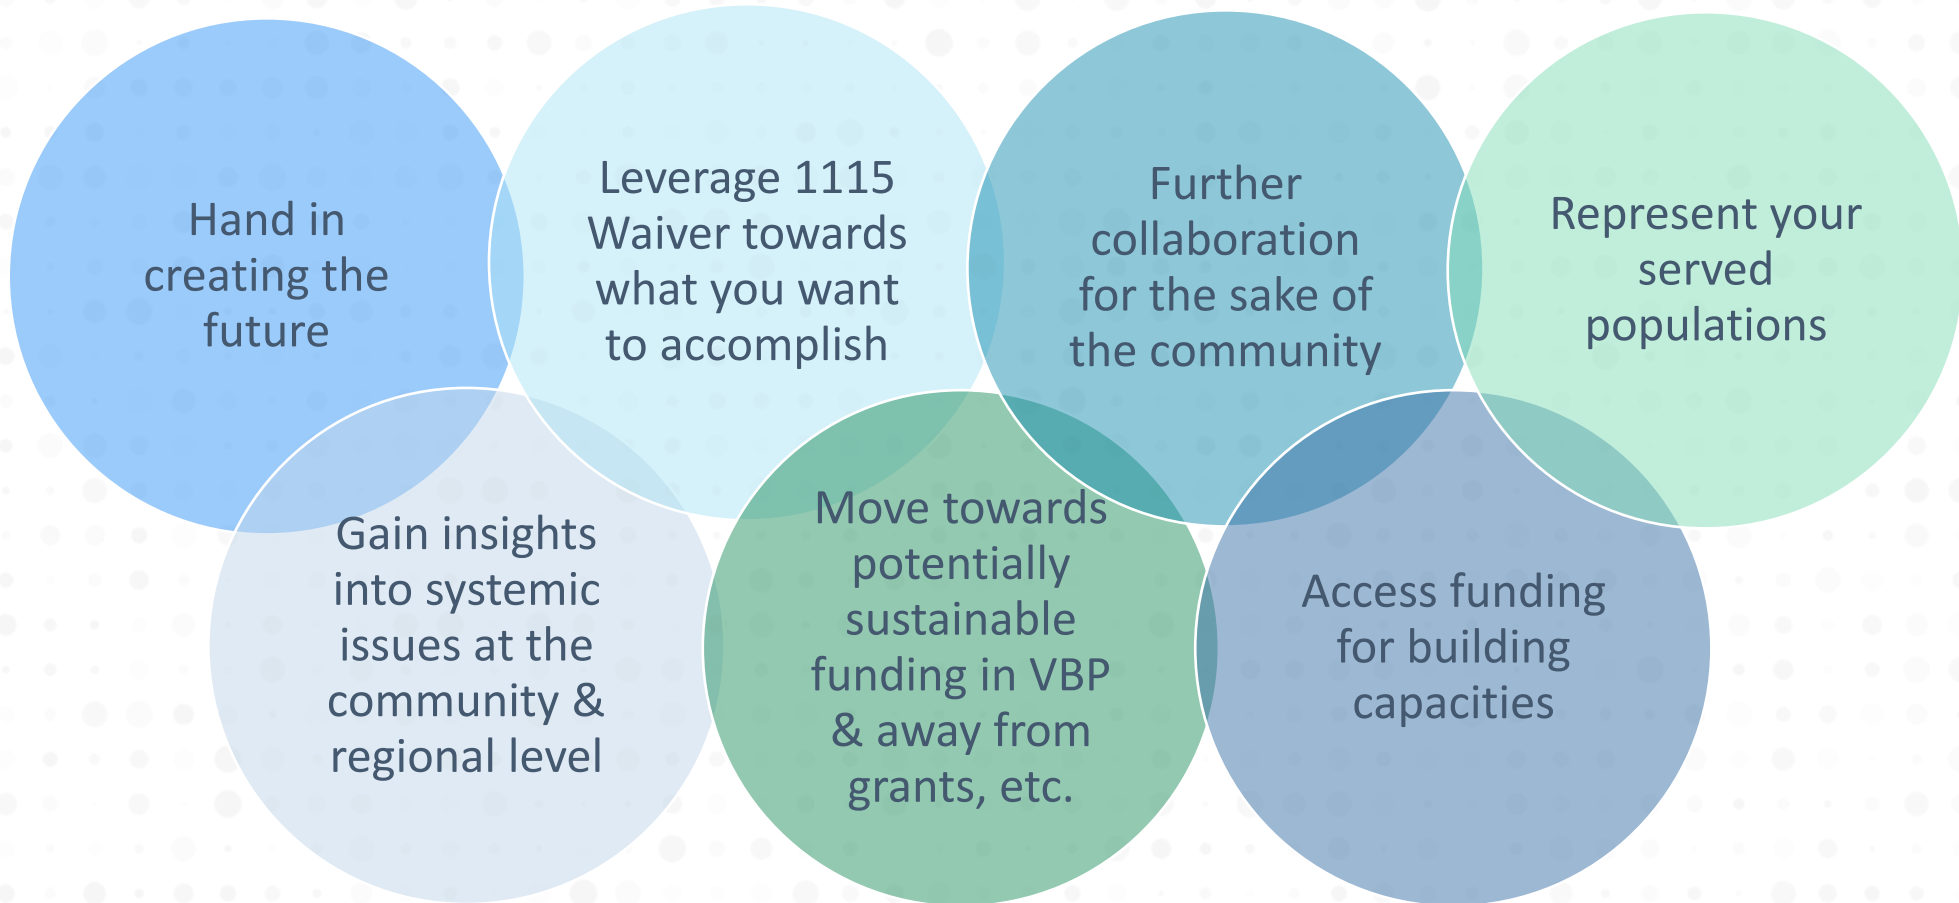 Hand in
creating the
future
Leverage 1115
Waiver towards
what you want
to accomplish
Further
collaboration
for the sake of
the community
Represent your
served
populations
Gain insights
into systemic
issues at the
community &
regional level
Move towards
potentially
sustainable
funding in VBP
& away from
grants, etc.
Access funding
for building
capacities